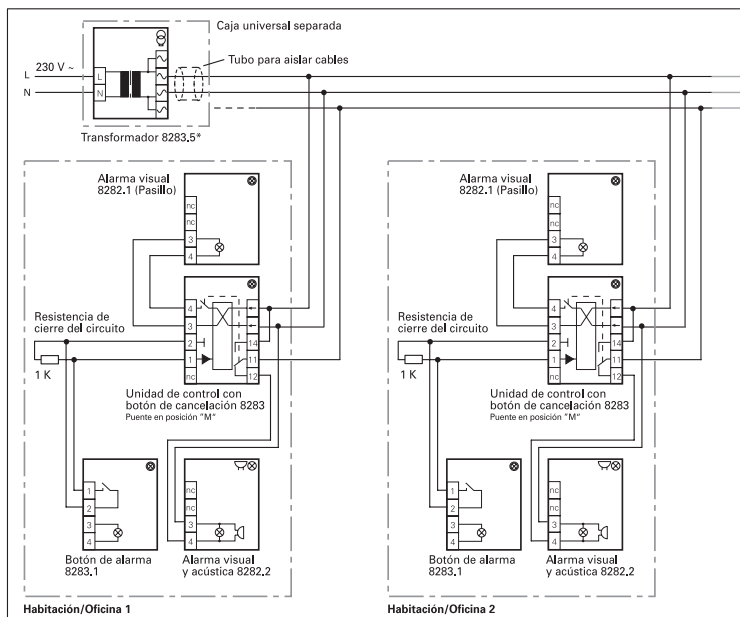 Caja universal separada
230 V ~
L
N
L
N
Tubo para aislar cables
Transformador 8283.5*
Alarma visual
8282.1 (Pasillo)
nc
nc
3
4
Resistencia de
cierre del circuito
1 K
4
3
2
1
nc
14
11
12
Unidad de control con
botón de cancelación 8283
Puente en posición "M"
1
2
3
4
Botón de alarma
8283.1
nc
nc
3
4
Alarma visual
y acústica 8282.2
Habitación/Oficina 1
Alarma visual
8282.1 (Pasillo)
nc
nc
3
4
Resistencia de
cierre del circuito
1 K
4
3
2
1
nc
14
11
12
Unidad de control con
botón de cancelación 8283
Puente en posición "M"
1
2
3
4
Botón de alarma
8283.1
nc
nc
3
4
Alarma visual
y acústica 8282.2
Habitación/Oficina 2